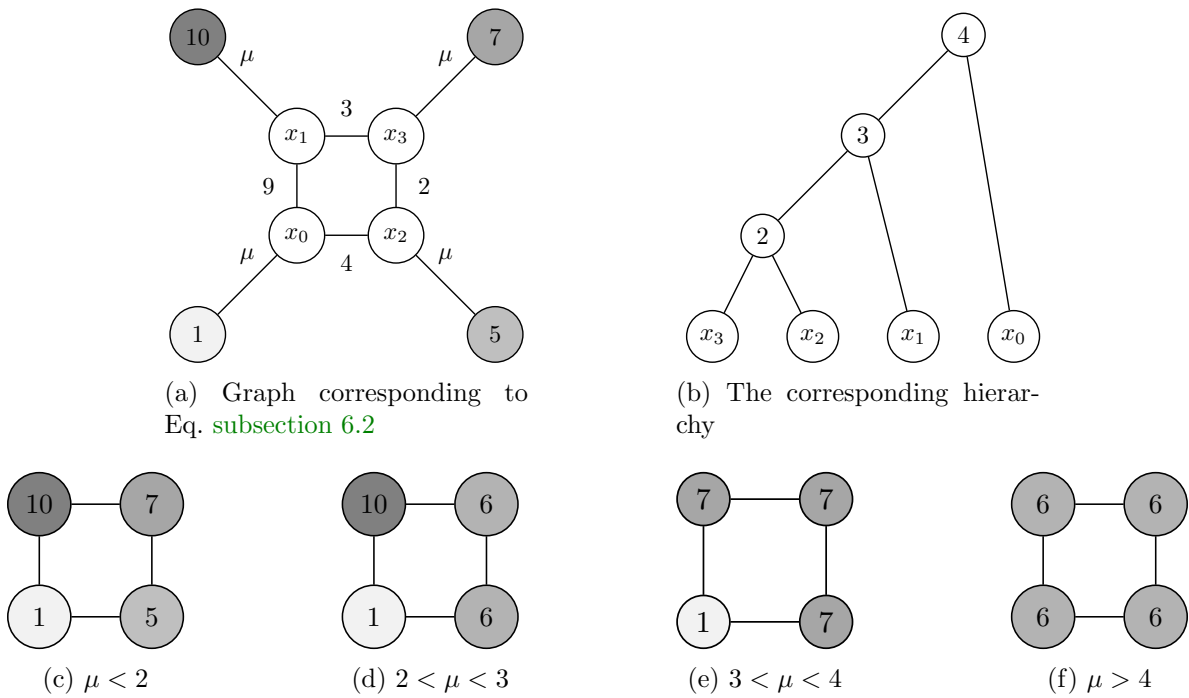 10
7
4
μ
μ
3
x₁
x₃
3
9
2
2
x₀
x₂
μ
4
μ
1
5
x₃
x₂
x₁
x₀
(a) Graph corresponding to
Eq. subsection 6.2
(b) The corresponding hierar-
chy
10
7
10
6
7
7
6
6
1
5
1
6
1
7
6
6
(c) μ < 2
(d) 2 < μ < 3
(e) 3 < μ < 4
(f) μ > 4